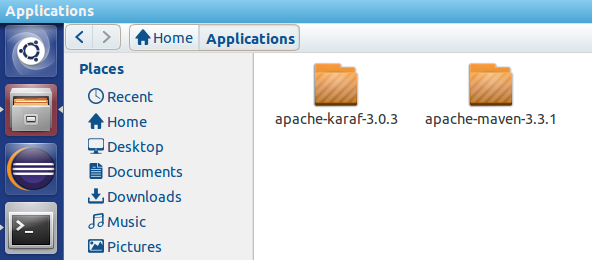 Applications
Home Applications
Places
Recent
Home
Desktop
Documents
Downloads
Music
Pictures
apache-karaf-3.0.3
apache-maven-3.3.1